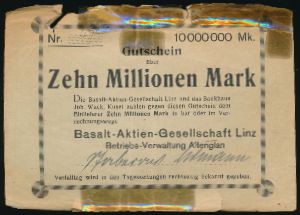 Nr. 10000000 Mk.
Gutschein
über
Zehn Millionen Mark
Die Basalt-Aktien-Gesellschaft Linz und das Bankhaus
Joh. Wack, Kusel zahlen gegen diesen Gutschein dem
Einlieferer Zehn Millionen Mark in bar oder im Ver-
rechnungswege.
Basalt-Aktien-Gesellschaft Linz
Betriebs-Verwaltung Altenglan
Verfalltag wird in den Tageszeitungen rechtzeitig bekannt gegeben.